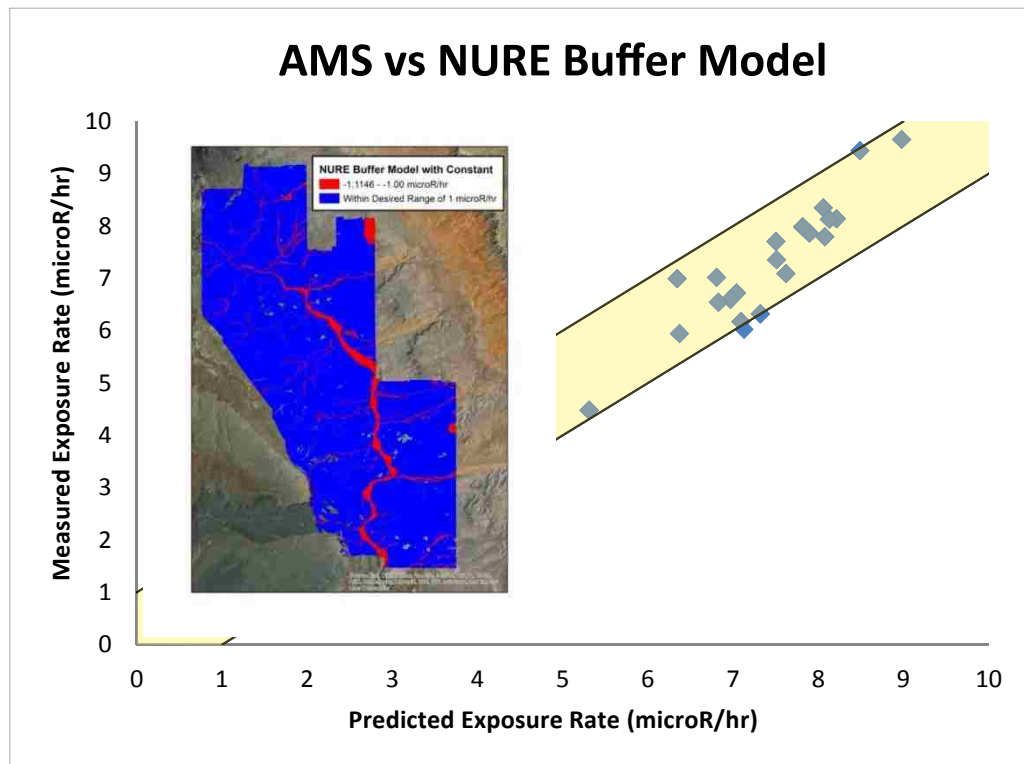 AMS vs NURE Buffer Model
Measured Exposure Rate (microR/hr)
10
9
8
7
6
5
4
3
2
1
0
NURE Buffer Model with Constant
-1.1146 - -1.00 microR/hr
Within Desired Range of 1 microR/hr
0 1 2 3 4 5 6 7 8 9 10
Predicted Exposure Rate (microR/hr)